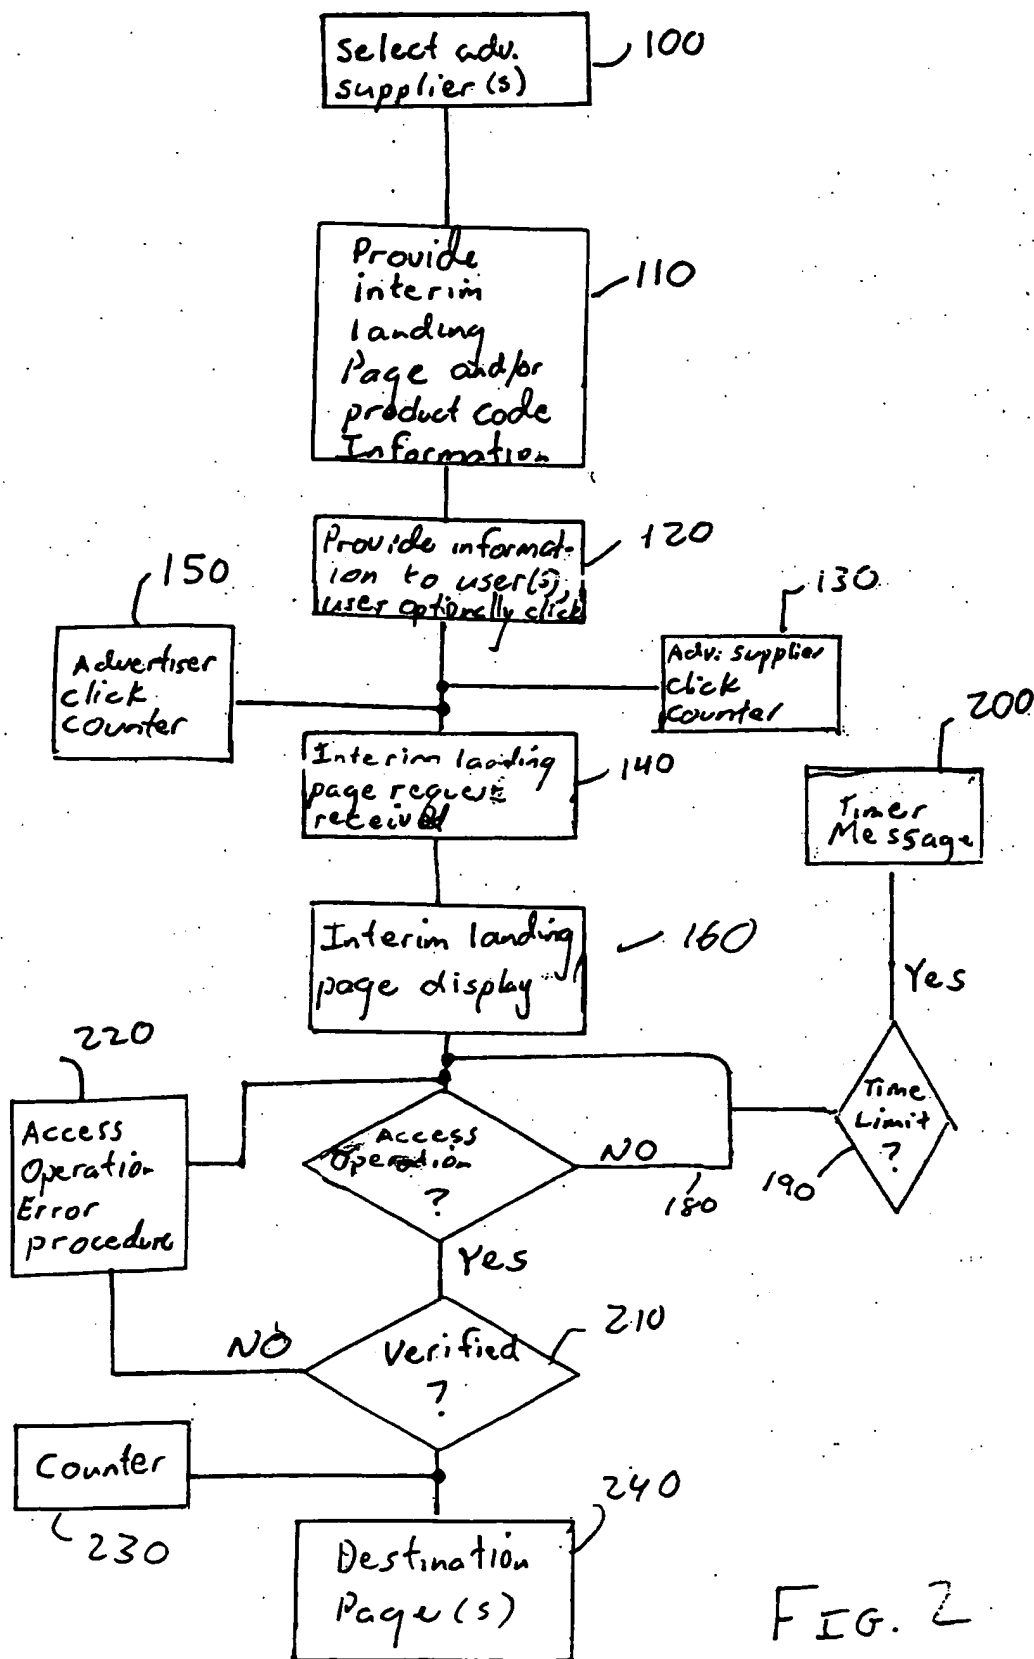 Select adv.
supplier(s)
100
Provide
interim
landing
Page and/or
product code
Information
110
Provide informat-
ion to user(s),
user optionally click
120
150
Advertiser
click
counter
130
Adv. supplier
click
counter
Interim landing
page request
received
140
200
Timer
Message
Interim landing
page display
160
Yes
220
Access
Operation
Error
procedure
Access
Operation
?
NO
180
Time
Limit
?
190
Yes
NO
Verified
?
210
Counter
230
240
Destination
Page(s)
FIG. 2